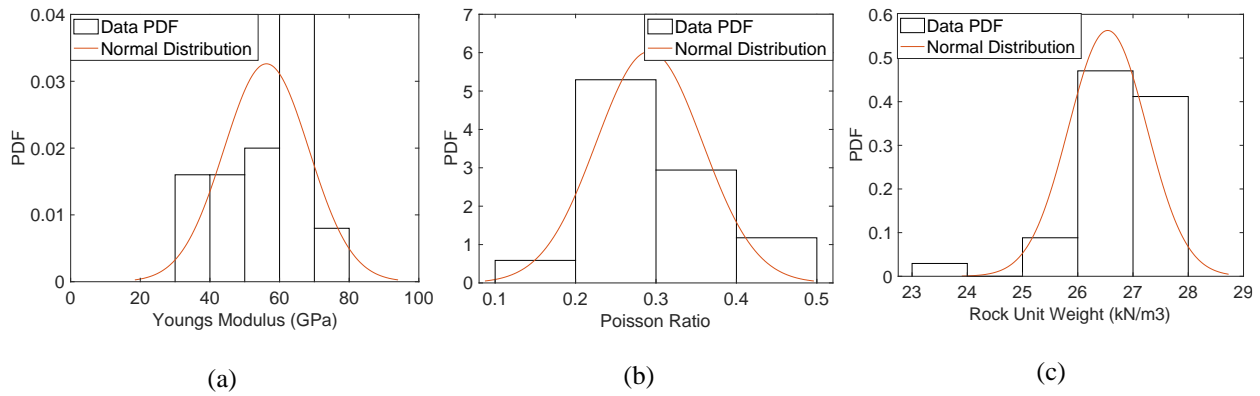 0.04
0.03
0.02
0.01
0
PDF
0
20
40
60
80
100
Youngs Modulus (GPa)
Data PDF
Normal Distribution
(a)
7
6
5
4
3
2
1
0
PDF
0.1
0.2
0.3
0.4
0.5
Poisson Ratio
Data PDF
Normal Distribution
(b)
0.6
0.5
0.4
0.3
0.2
0.1
0
PDF
23
24
25
26
27
28
29
Rock Unit Weight (kN/m3)
Data PDF
Normal Distribution
(c)